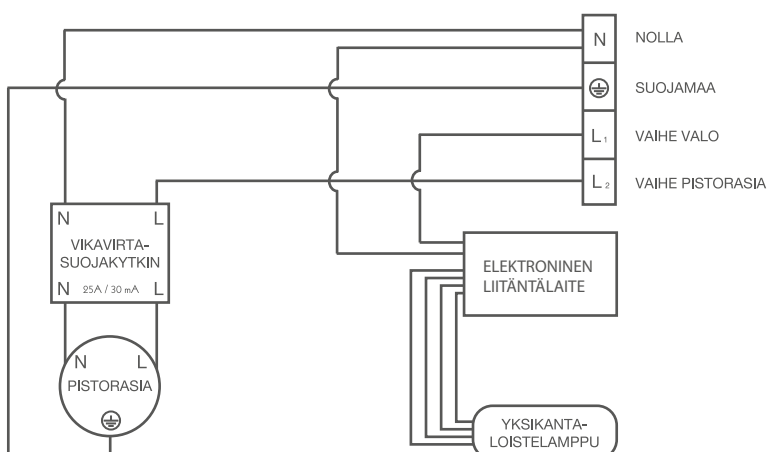 N NOLLA
SUOJAMAA
L1 VAIHE VALO
L2 VAIHE PISTORASIA
N L
VIKAVIRTA-
SUOJAKYTKIN
N 25A / 30 mA L
N L
PISTORASIA
ELEKTRONINEN
LIITÄNTÄLAITE
YKSIKANTA-
LOISTELAMPPU